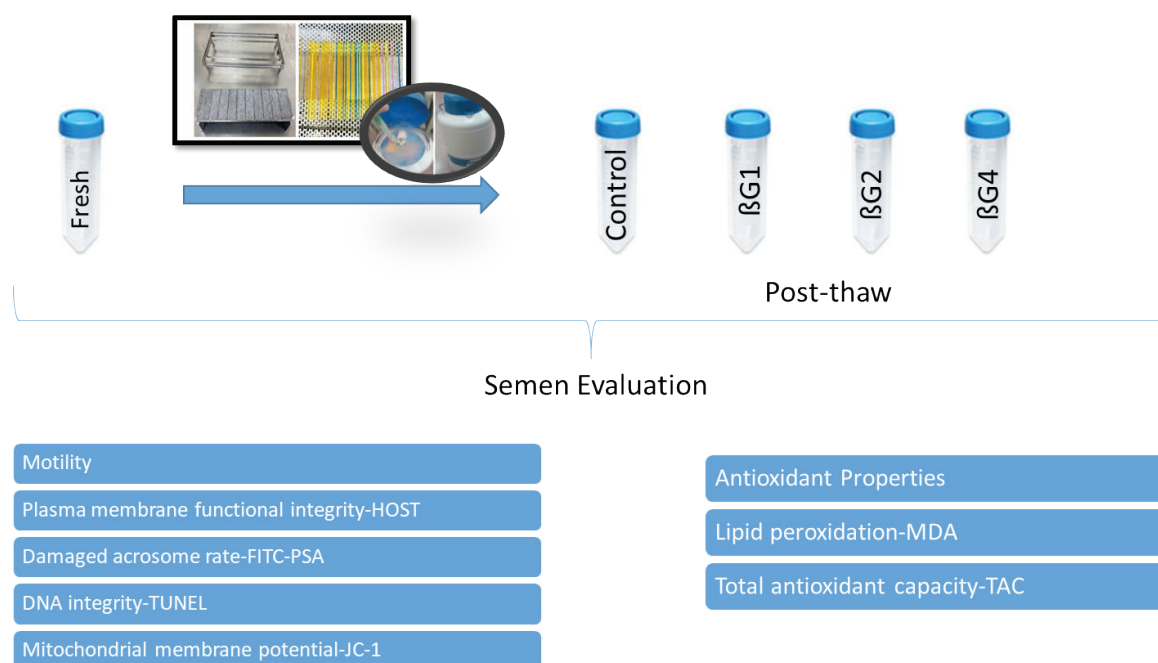 Fresh
Control
ßG1
ßG2
ßG4
Post-thaw
Semen Evaluation
Motility
Plasma membrane functional integrity-HOST
Damaged acrosome rate-FITC-PSA
DNA integrity-TUNEL
Mitochondrial membrane potential-JC-1
Antioxidant Properties
Lipid peroxidation-MDA
Total antioxidant capacity-TAC